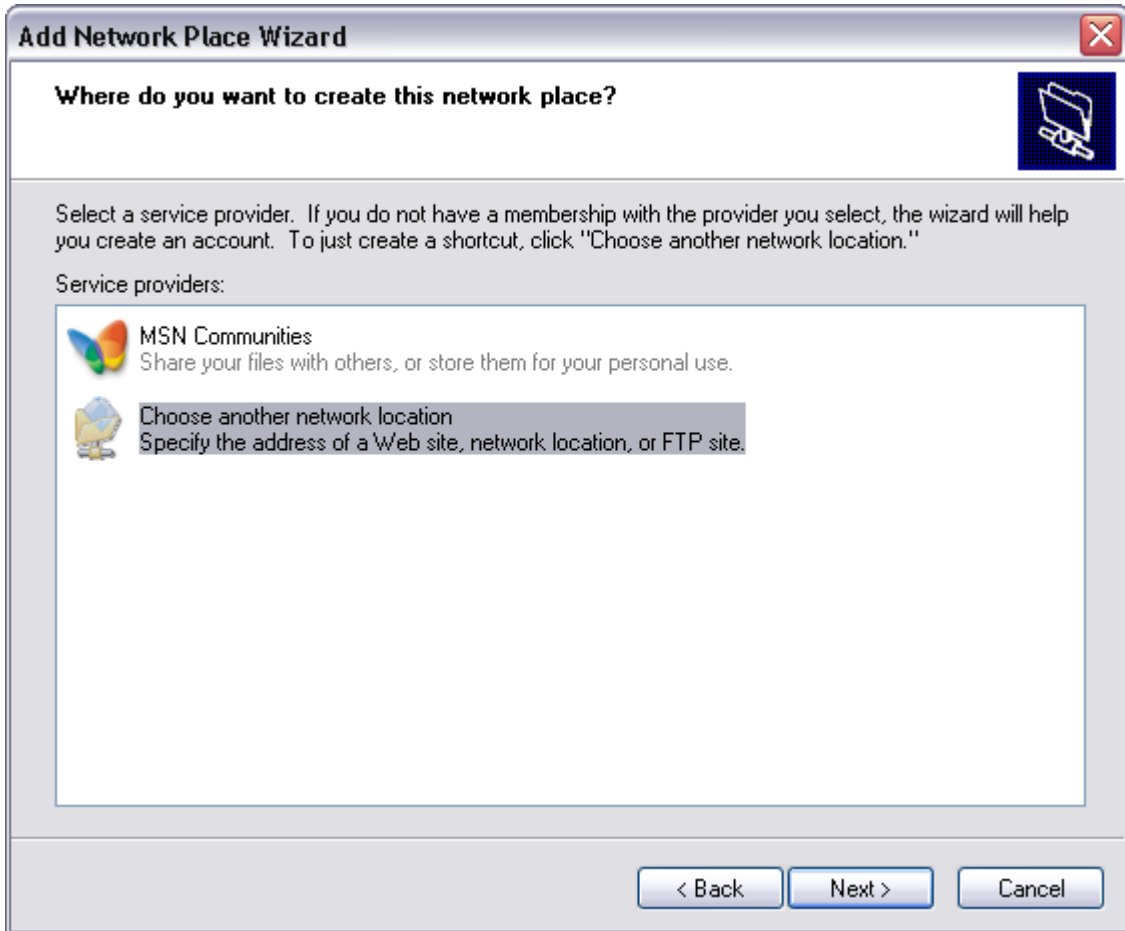 Add Network Place Wizard
Where do you want to create this network place?
Select a service provider.  If you do not have a membership with the provider you select, the wizard will help
you create an account.  To just create a shortcut, click "Choose another network location."
Service providers:
MSN Communities
Share your files with others, or store them for your personal use.
Choose another network location
Specify the address of a Web site, network location, or FTP site.
< Back
Next >
Cancel